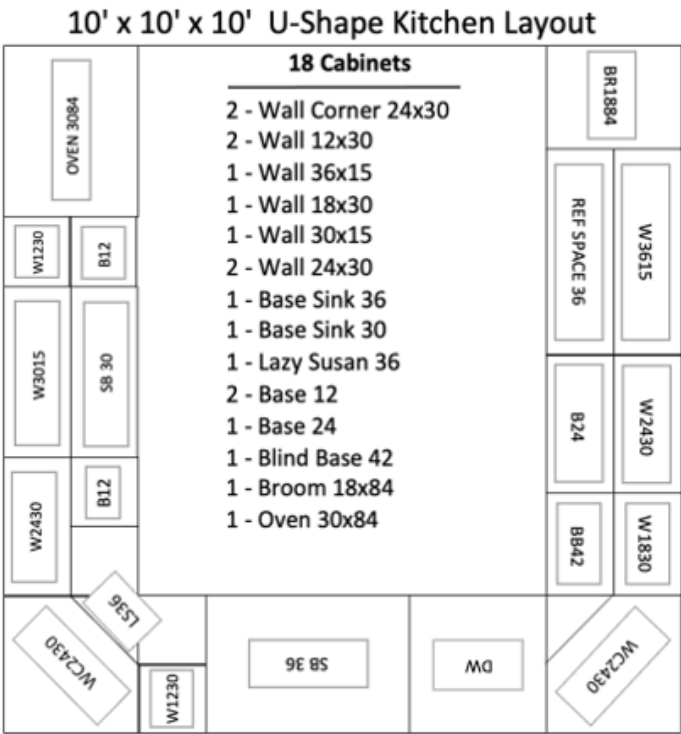 10' x 10' x 10' U-Shape Kitchen Layout
18 Cabinets
2 - Wall Corner 24x30
2 - Wall 12x30
1 - Wall 36x15
1 - Wall 18x30
1 - Wall 30x15
2 - Wall 24x30
1 - Base Sink 36
1 - Base Sink 30
1 - Lazy Susan 36
2 - Base 12
1 - Base 24
1 - Blind Base 42
1 - Broom 18x84
1 - Oven 30x84
OVEN 3084
W1230
B12
W3015
SB 30
W2430
B12
LS36
WC2430
W1230
SB 36
DW
WC2430
BR1884
REF SPACE 36
W3615
B24
W2430
BB42
W1830